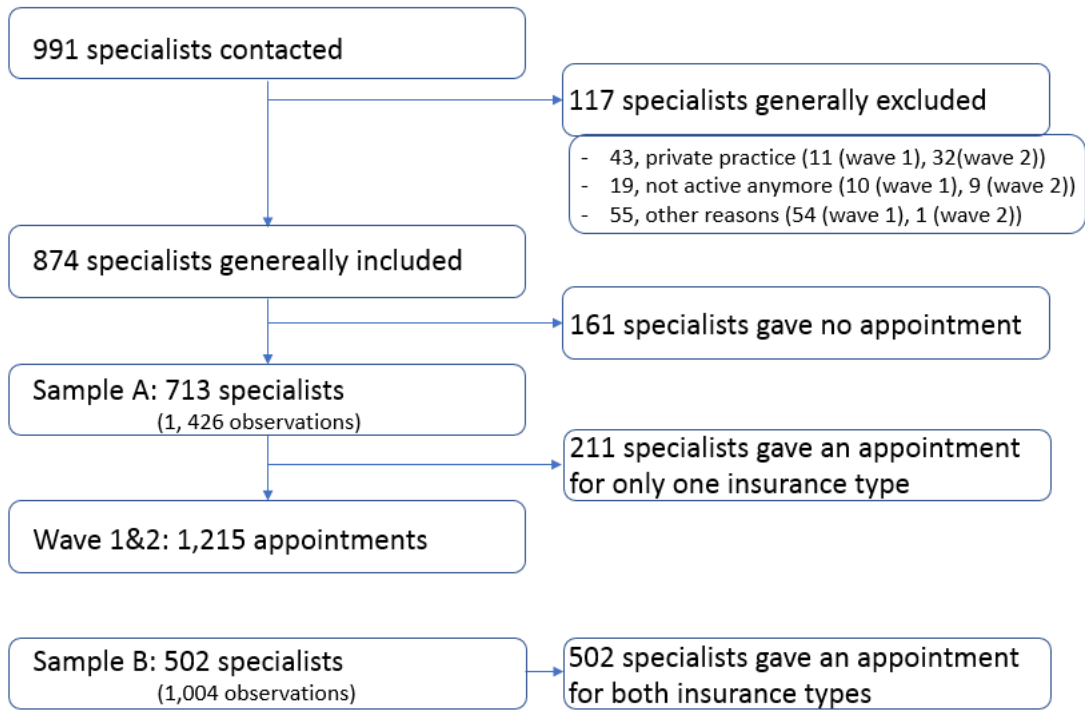 991 specialists contacted
117 specialists generally excluded
- 43, private practice (11 (wave 1), 32(wave 2))
- 19, not active anymore (10 (wave 1), 9 (wave 2))
- 55, other reasons (54 (wave 1), 1 (wave 2))
874 specialists genereally included
161 specialists gave no appointment
Sample A: 713 specialists
(1, 426 observations)
211 specialists gave an appointment
for only one insurance type
Wave 1&2: 1,215 appointments
Sample B: 502 specialists
(1,004 observations)
502 specialists gave an appointment
for both insurance types